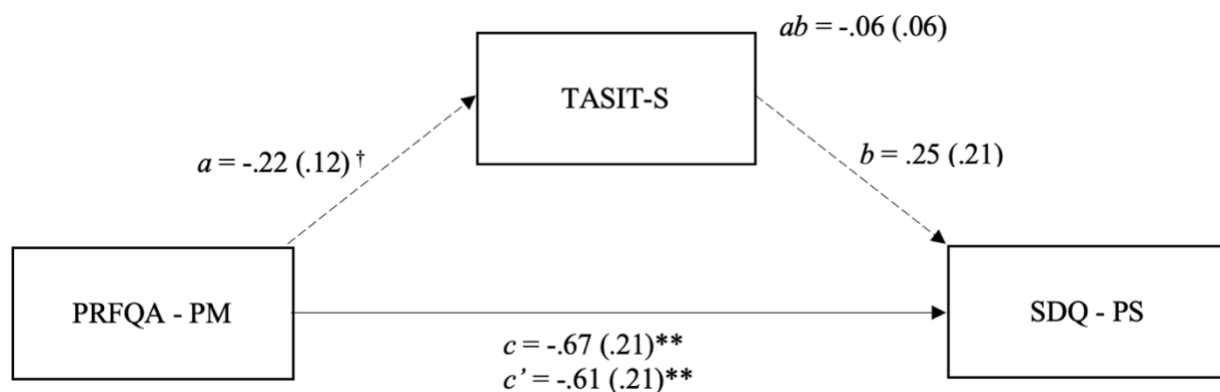 ab = -.06 (.06)
TASIT-S
a = -.22 (.12) †
b = .25 (.21)
PRFQA - PM
SDQ - PS
c = -.67 (.21)**
c’ = -.61 (.21)**